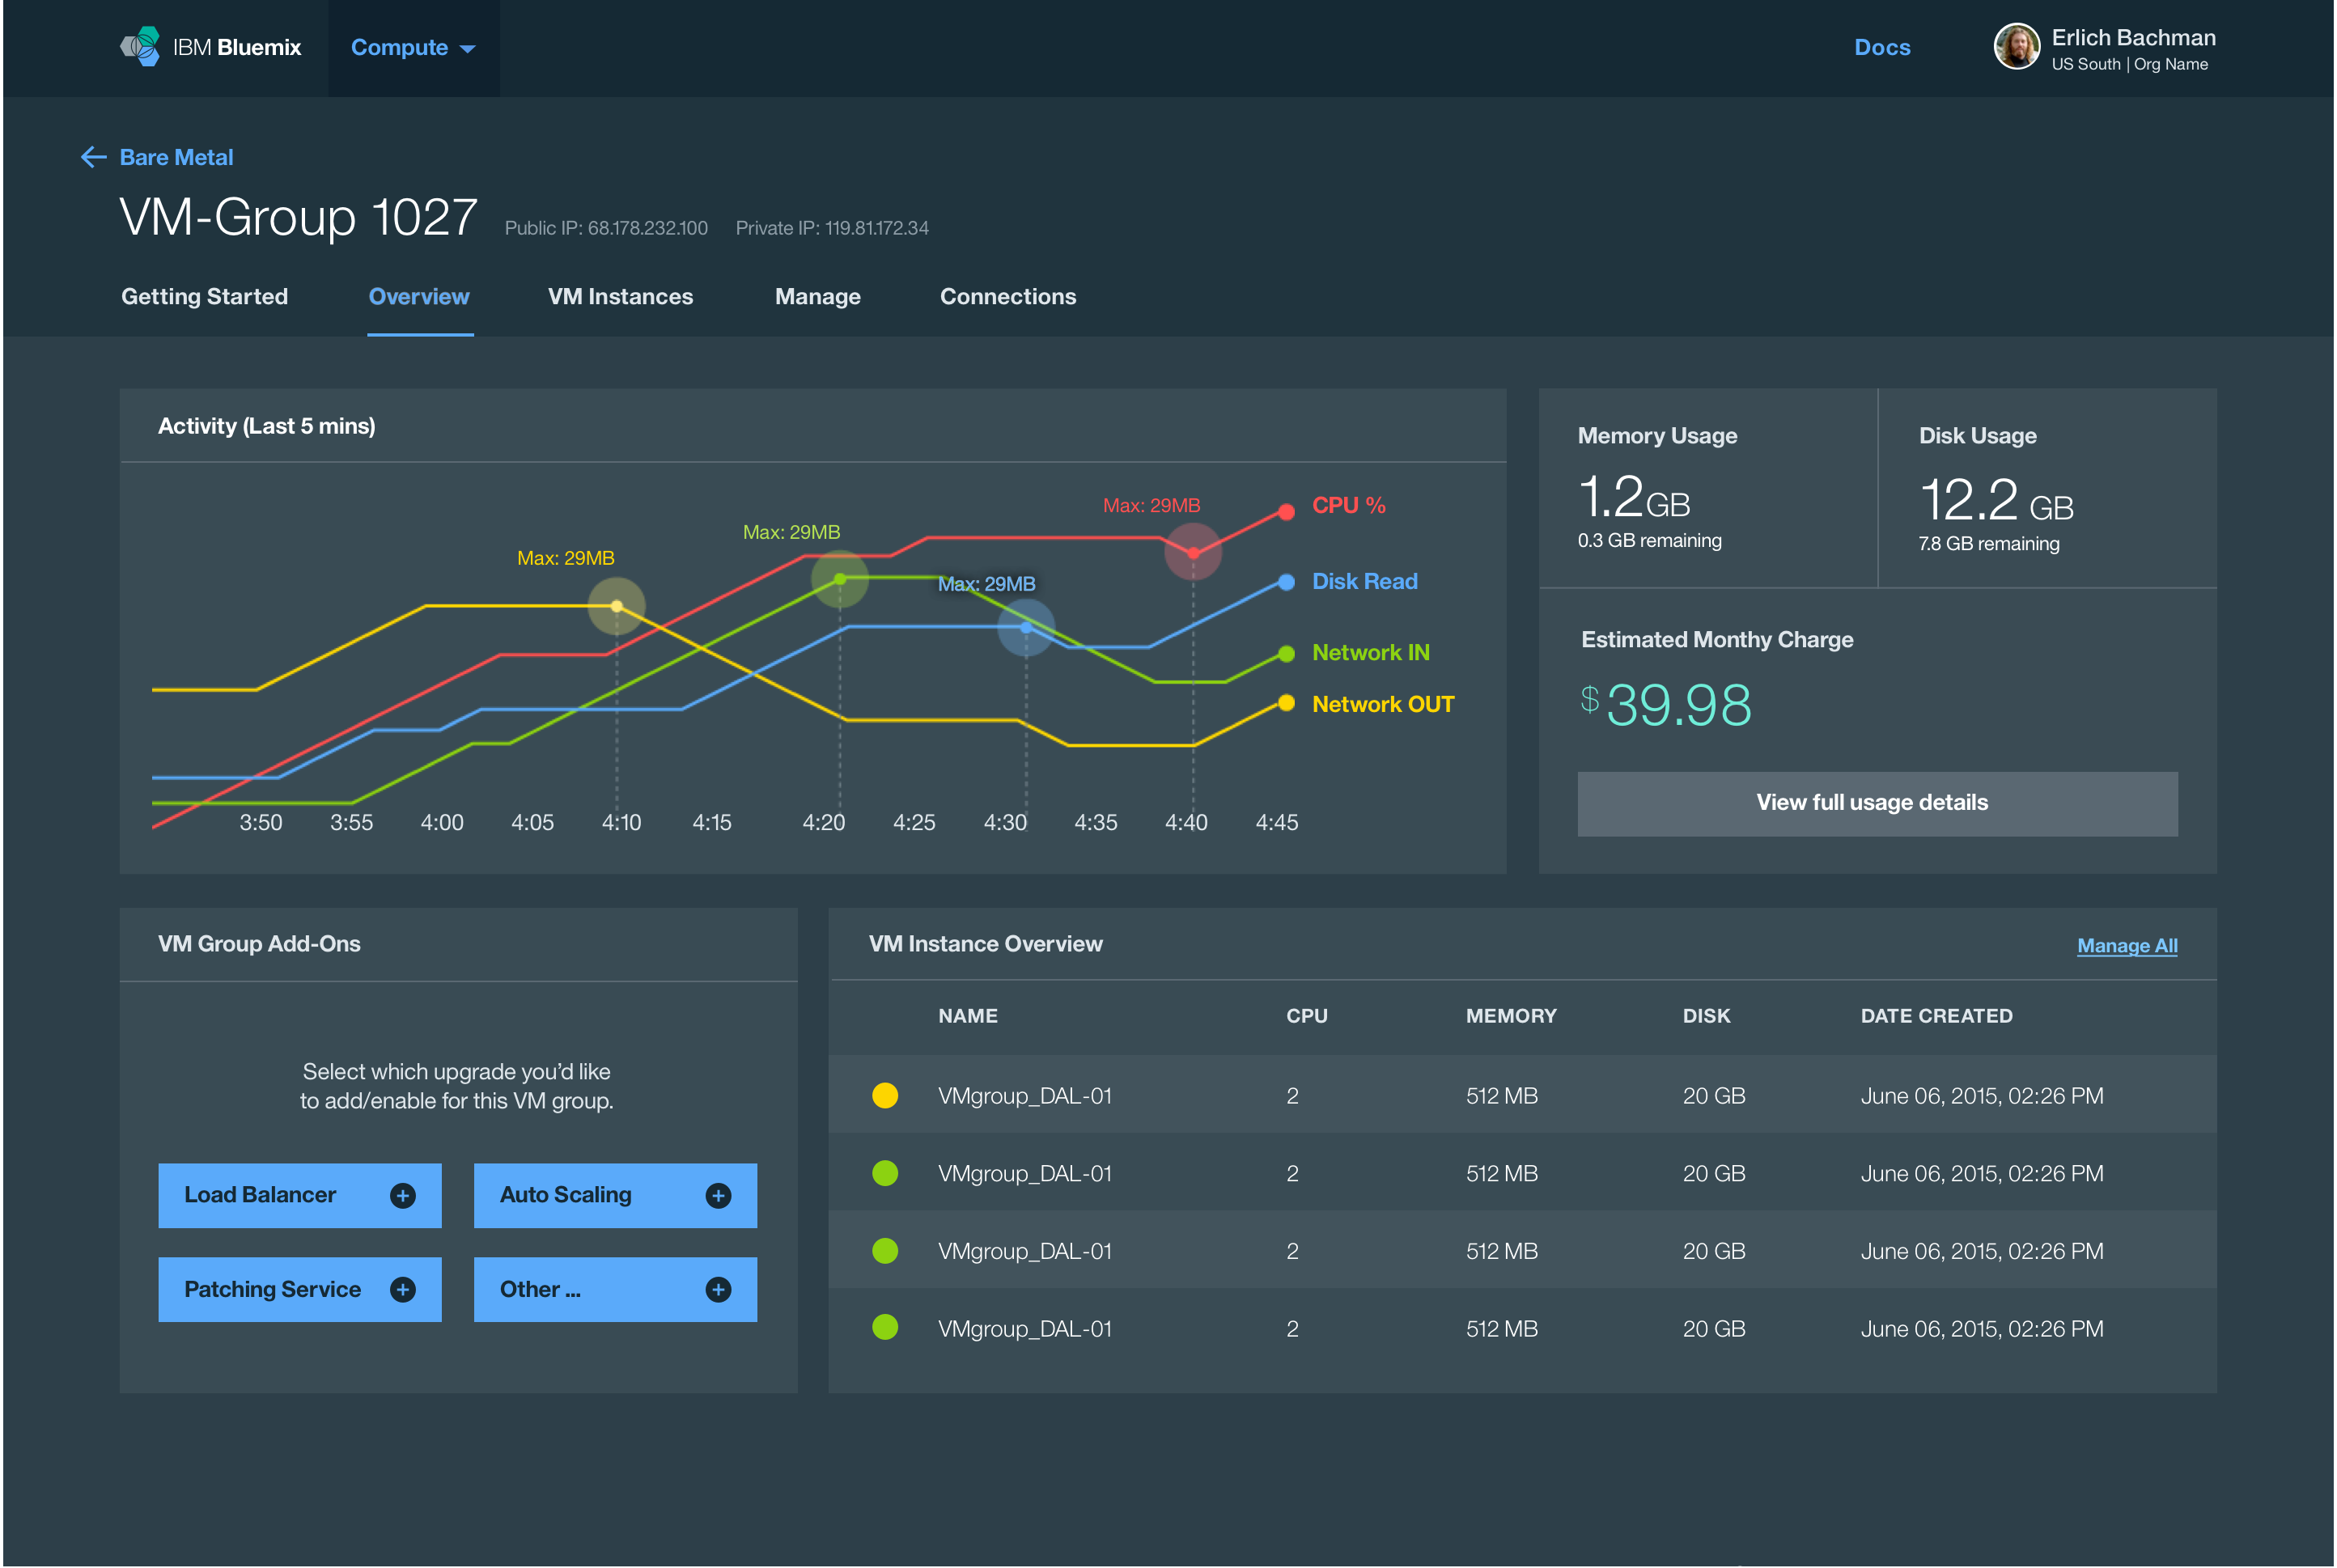 IBM Bluemix
Compute
Docs
Erlich Bachman
US South | Org Name
Bare Metal
VM-Group 1027
Public IP: 68.178.232.100
Private IP: 119.81.172.34
Getting Started
Overview
VM Instances
Manage
Connections
Activity (Last 5 mins)
Max: 29MB
Max: 29MB
Max: 29MB
Max: 29MB
CPU %
Disk Read
Network IN
Network OUT
3:50 3:55 4:00 4:05 4:10 4:15 4:20 4:25 4:30 4:35 4:40 4:45
Memory Usage
1.2GB
0.3 GB remaining
Disk Usage
12.2 GB
7.8 GB remaining
Estimated Monthy Charge
$39.98
View full usage details
VM Group Add-Ons
Select which upgrade you’d like
to add/enable for this VM group.
Load Balancer
Auto Scaling
Patching Service
Other ...
VM Instance Overview
Manage All
NAME CPU MEMORY DISK DATE CREATED
VMgroup_DAL-01 2 512 MB 20 GB June 06, 2015, 02:26 PM
VMgroup_DAL-01 2 512 MB 20 GB June 06, 2015, 02:26 PM
VMgroup_DAL-01 2 512 MB 20 GB June 06, 2015, 02:26 PM
VMgroup_DAL-01 2 512 MB 20 GB June 06, 2015, 02:26 PM